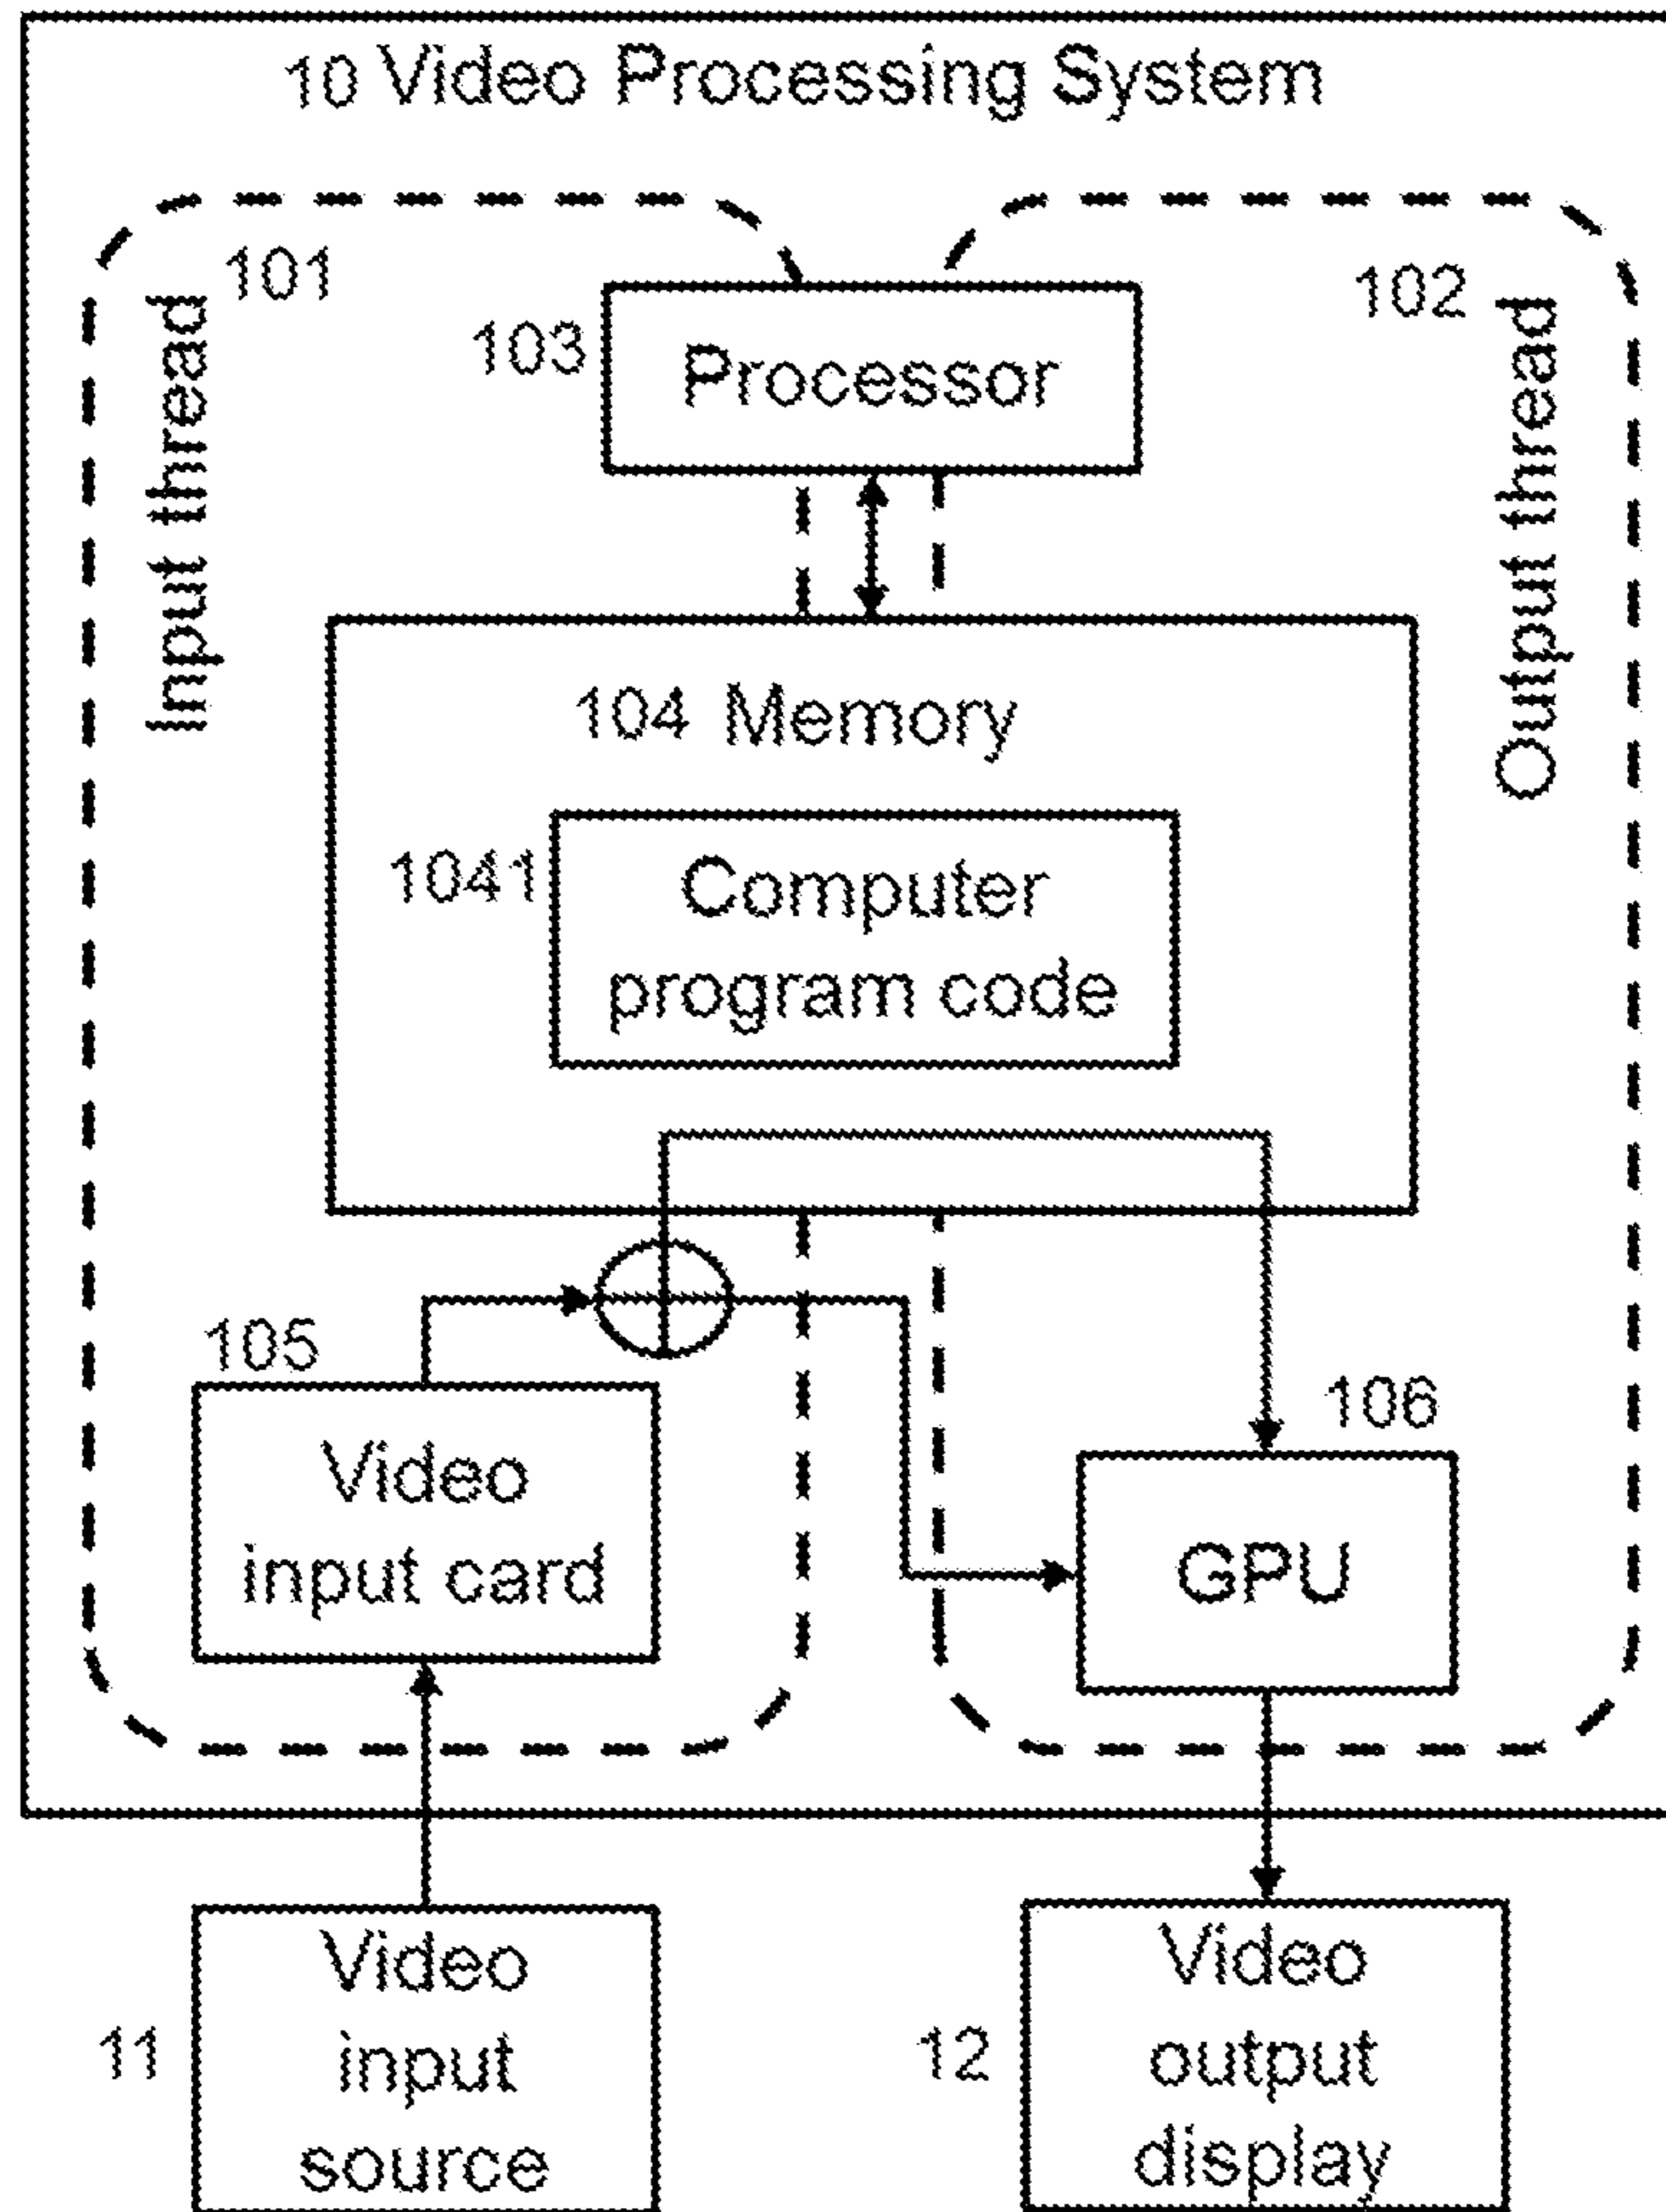 10 Video Processing System
101
102
Input thread
Output thread
103
Processor
104 Memory
1041
Computer
program code
105
Video
input card
106
GPU
11
Video
input
source
12
Video
output
display